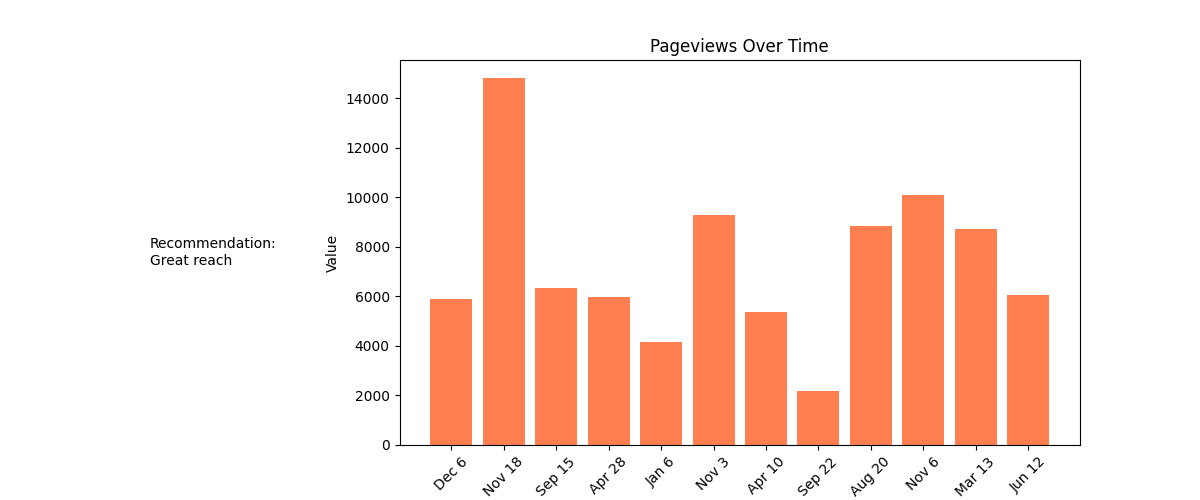 Pageviews Over Time
Recommendation:
Great reach
Value
14000
12000
10000
8000
6000
4000
2000
0
Dec 6
Nov 18
Sep 15
Apr 28
Jan 6
Nov 3
Apr 10
Sep 22
Aug 20
Nov 6
Mar 13
Jun 12